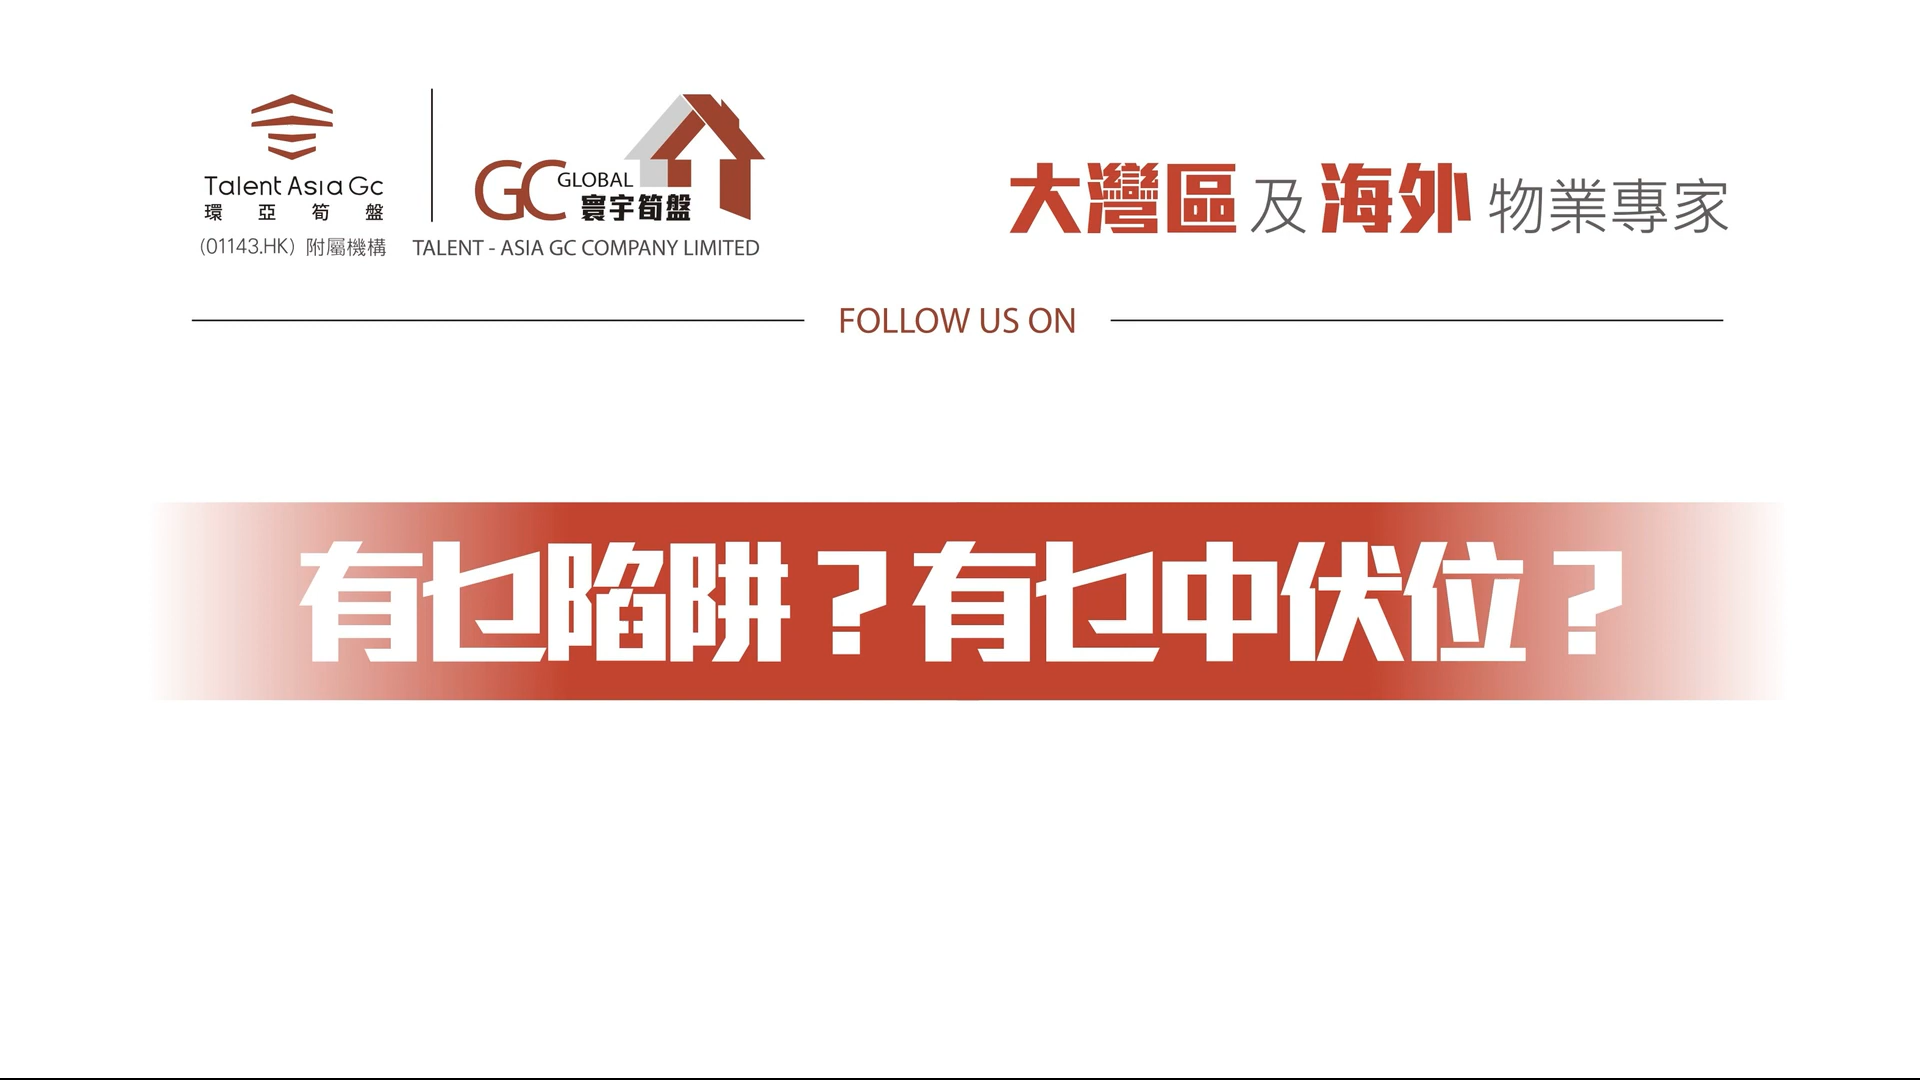 Talent Asia Gc
環亞筍盤
(01143.HK) 附屬機構
GC GLOBAL
寰宇筍盤
TALENT - ASIA GC COMPANY LIMITED
大灣區及海外物業專家
FOLLOW US ON
有乜陷阱？有乜中伏位？